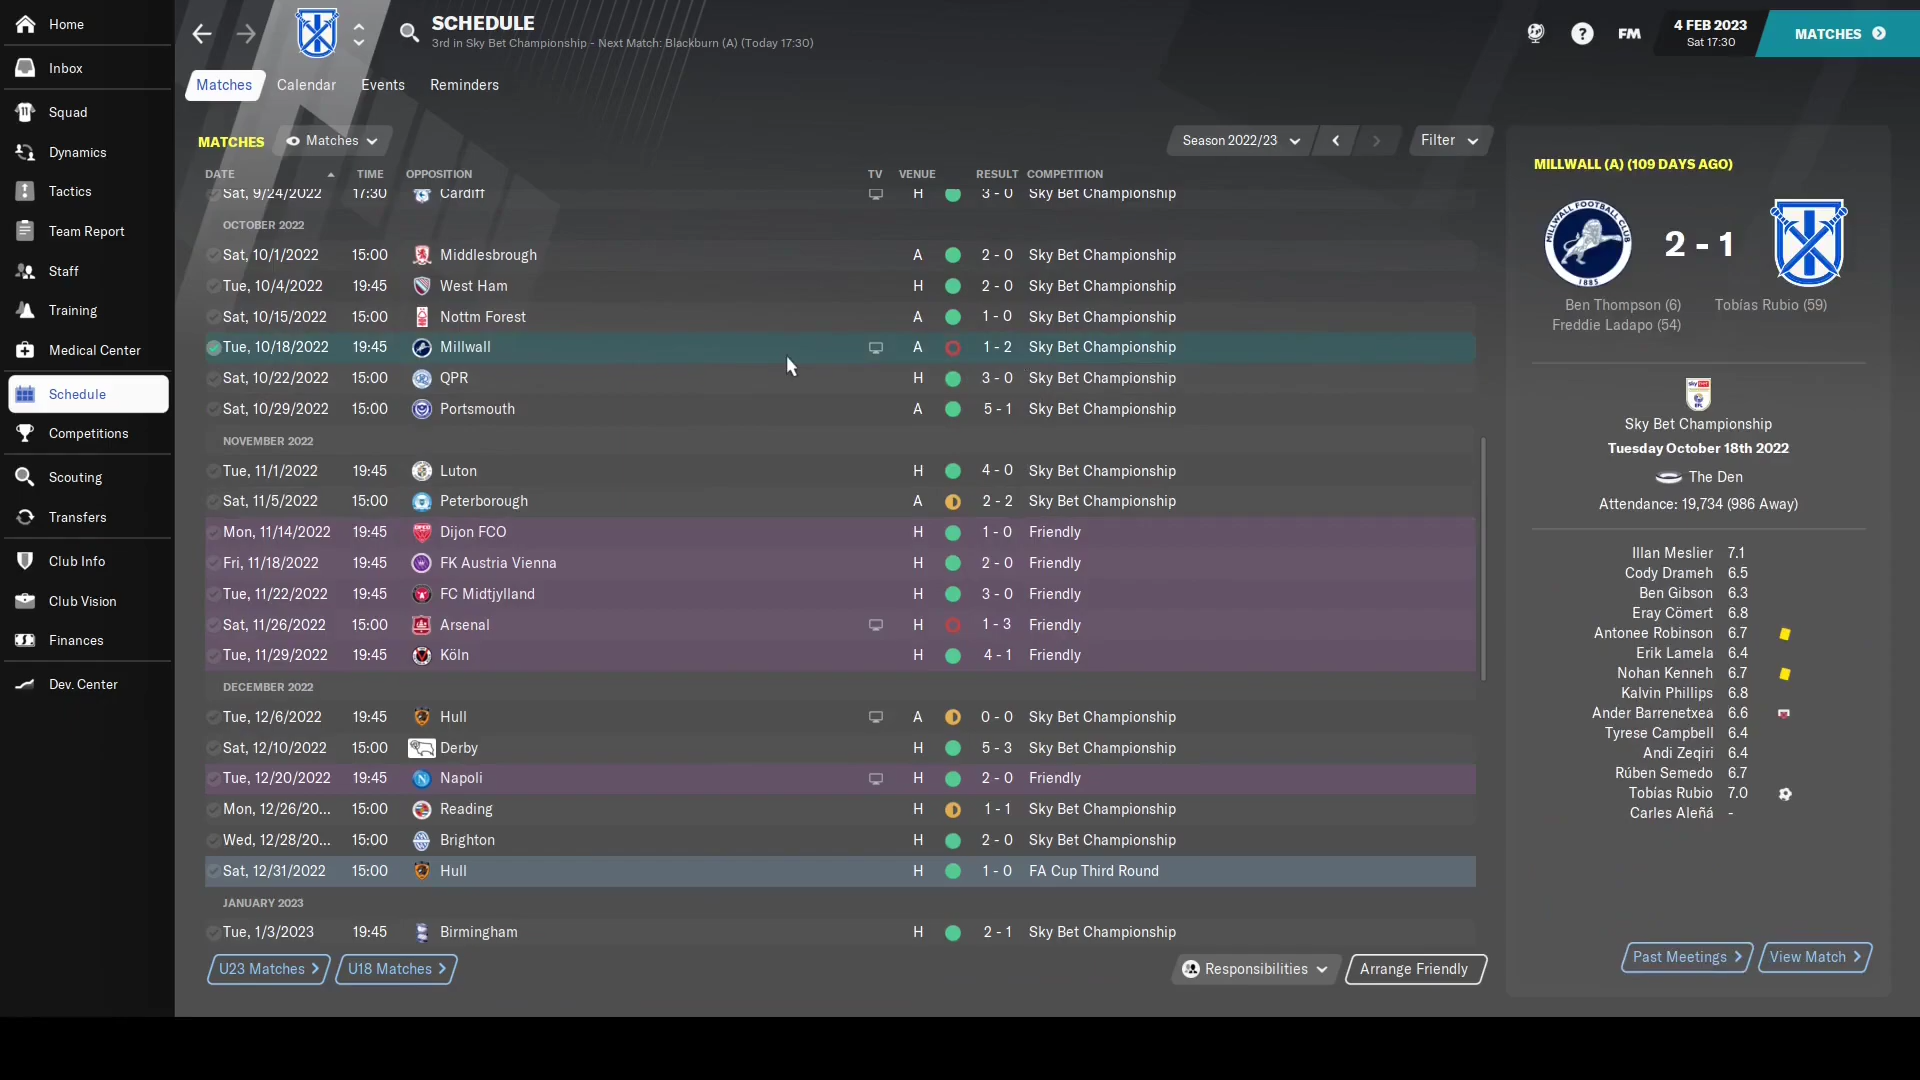 Home
Inbox
Squad
Dynamics
Tactics
Team Report
Staff
Training
Medical Center
Schedule
Competitions
Scouting
Transfers
Club Info
Club Vision
Finances
Dev. Center
SCHEDULE
3rd in Sky Bet Championship - Next Match: Blackburn (A) (Today 17:30)
? FM 4 FEB 2023
Sat 17:30
MATCHES
Matches Calendar Events Reminders
MATCHES Matches Season 2022/23 Filter
DATE TIME OPPOSITION TV VENUE RESULT COMPETITION
Sat, 9/24/2022 17:30 Cardiff H 3 - 0 Sky Bet Championship
OCTOBER 2022
Sat, 10/1/2022 15:00 Middlesbrough A 2 - 0 Sky Bet Championship
Tue, 10/4/2022 19:45 West Ham H 2 - 0 Sky Bet Championship
Sat, 10/15/2022 15:00 Nottm Forest A 1 - 0 Sky Bet Championship
Tue, 10/18/2022 19:45 Millwall A 1 - 2 Sky Bet Championship
Sat, 10/22/2022 15:00 QPR H 3 - 0 Sky Bet Championship
Sat, 10/29/2022 15:00 Portsmouth A 5 - 1 Sky Bet Championship
NOVEMBER 2022
Tue, 11/1/2022 19:45 Luton H 4 - 0 Sky Bet Championship
Sat, 11/5/2022 15:00 Peterborough A 2 - 2 Sky Bet Championship
Mon, 11/14/2022 19:45 Dijon FCO H 1 - 0 Friendly
Fri, 11/18/2022 19:45 FK Austria Vienna H 2 - 0 Friendly
Tue, 11/22/2022 19:45 FC Midtjylland H 3 - 0 Friendly
Sat, 11/26/2022 15:00 Arsenal H 1 - 3 Friendly
Tue, 11/29/2022 19:45 Köln H 4 - 1 Friendly
DECEMBER 2022
Tue, 12/6/2022 19:45 Hull A 0 - 0 Sky Bet Championship
Sat, 12/10/2022 15:00 Derby H 5 - 3 Sky Bet Championship
Tue, 12/20/2022 19:45 Napoli H 2 - 0 Friendly
Mon, 12/26/20... 15:00 Reading H 1 - 1 Sky Bet Championship
Wed, 12/28/20... 15:00 Brighton H 2 - 0 Sky Bet Championship
Sat, 12/31/2022 15:00 Hull H 1 - 0 FA Cup Third Round
JANUARY 2023
Tue, 1/3/2023 19:45 Birmingham H 2 - 1 Sky Bet Championship
U23 Matches U18 Matches Responsibilities Arrange Friendly
MILLWALL (A) (109 DAYS AGO)
MILLWALL FOOTBALL CLUB
1885
2 - 1
Ben Thompson (6) Tobías Rubio (59)
Freddie Ladapo (54)
sky bet
EFL
Sky Bet Championship
Tuesday October 18th 2022
The Den
Attendance: 19,734 (986 Away)
Illan Meslier 7.1
Cody Drameh 6.5
Ben Gibson 6.3
Eray Cömert 6.8
Antonee Robinson 6.7
Erik Lamela 6.4
Nohan Kenneh 6.7
Kalvin Phillips 6.8
Ander Barrenetxea 6.6
Tyrese Campbell 6.4
Andi Zeqiri 6.4
Rúben Semedo 6.7
Tobías Rubio 7.0
Carles Aleñá -
Past Meetings View Match